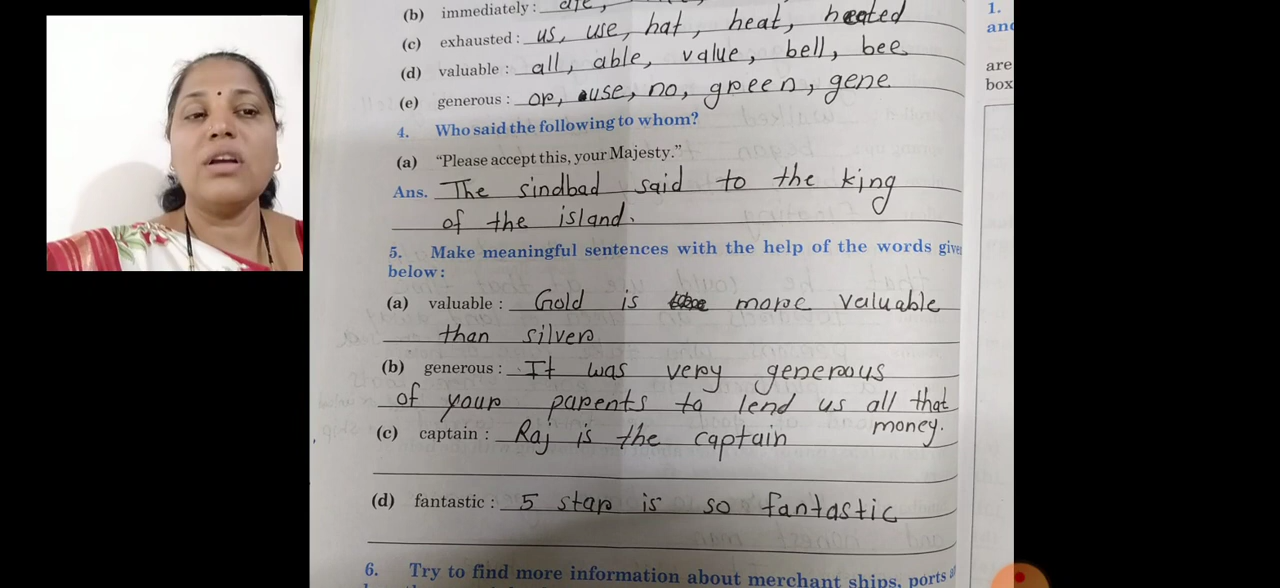 (b) immediately :
(c) exhausted : us, use, hat, heat, heated
(d) valuable : all, able, value, bell, bee
(e) generous : or, use, no, green, gene
4. Who said the following to whom?
(a) “Please accept this, your Majesty.”
Ans. The sindbad said to the king
of the island.
5. Make meaningful sentences with the help of the words give
below :
(a) valuable : Gold is more valuable
than silver
(b) generous : It was very generous
of your parents to lend us all that
money.
(c) captain : Raj is the captain
(d) fantastic : 5 star is so fantastic
6. Try to find more information about merchant ships, ports
1.
and
are
box